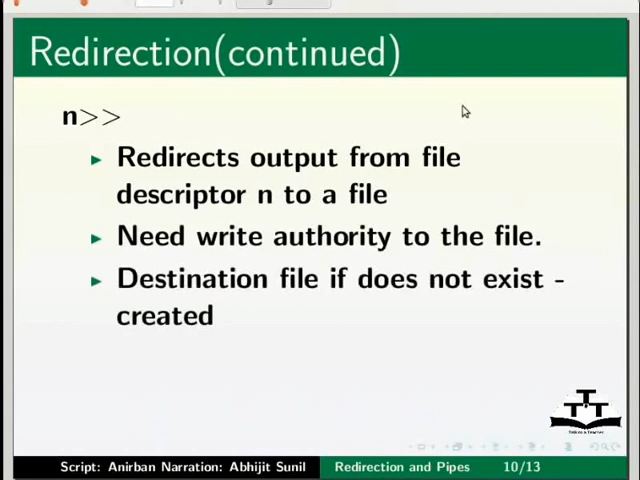 Redirection(continued)
n>>
Redirects output from file
descriptor n to a file
Need write authority to the file.
Destination file if does not exist -
created
Script: Anirban Narration: Abhijit Sunil Redirection and Pipes 10/13